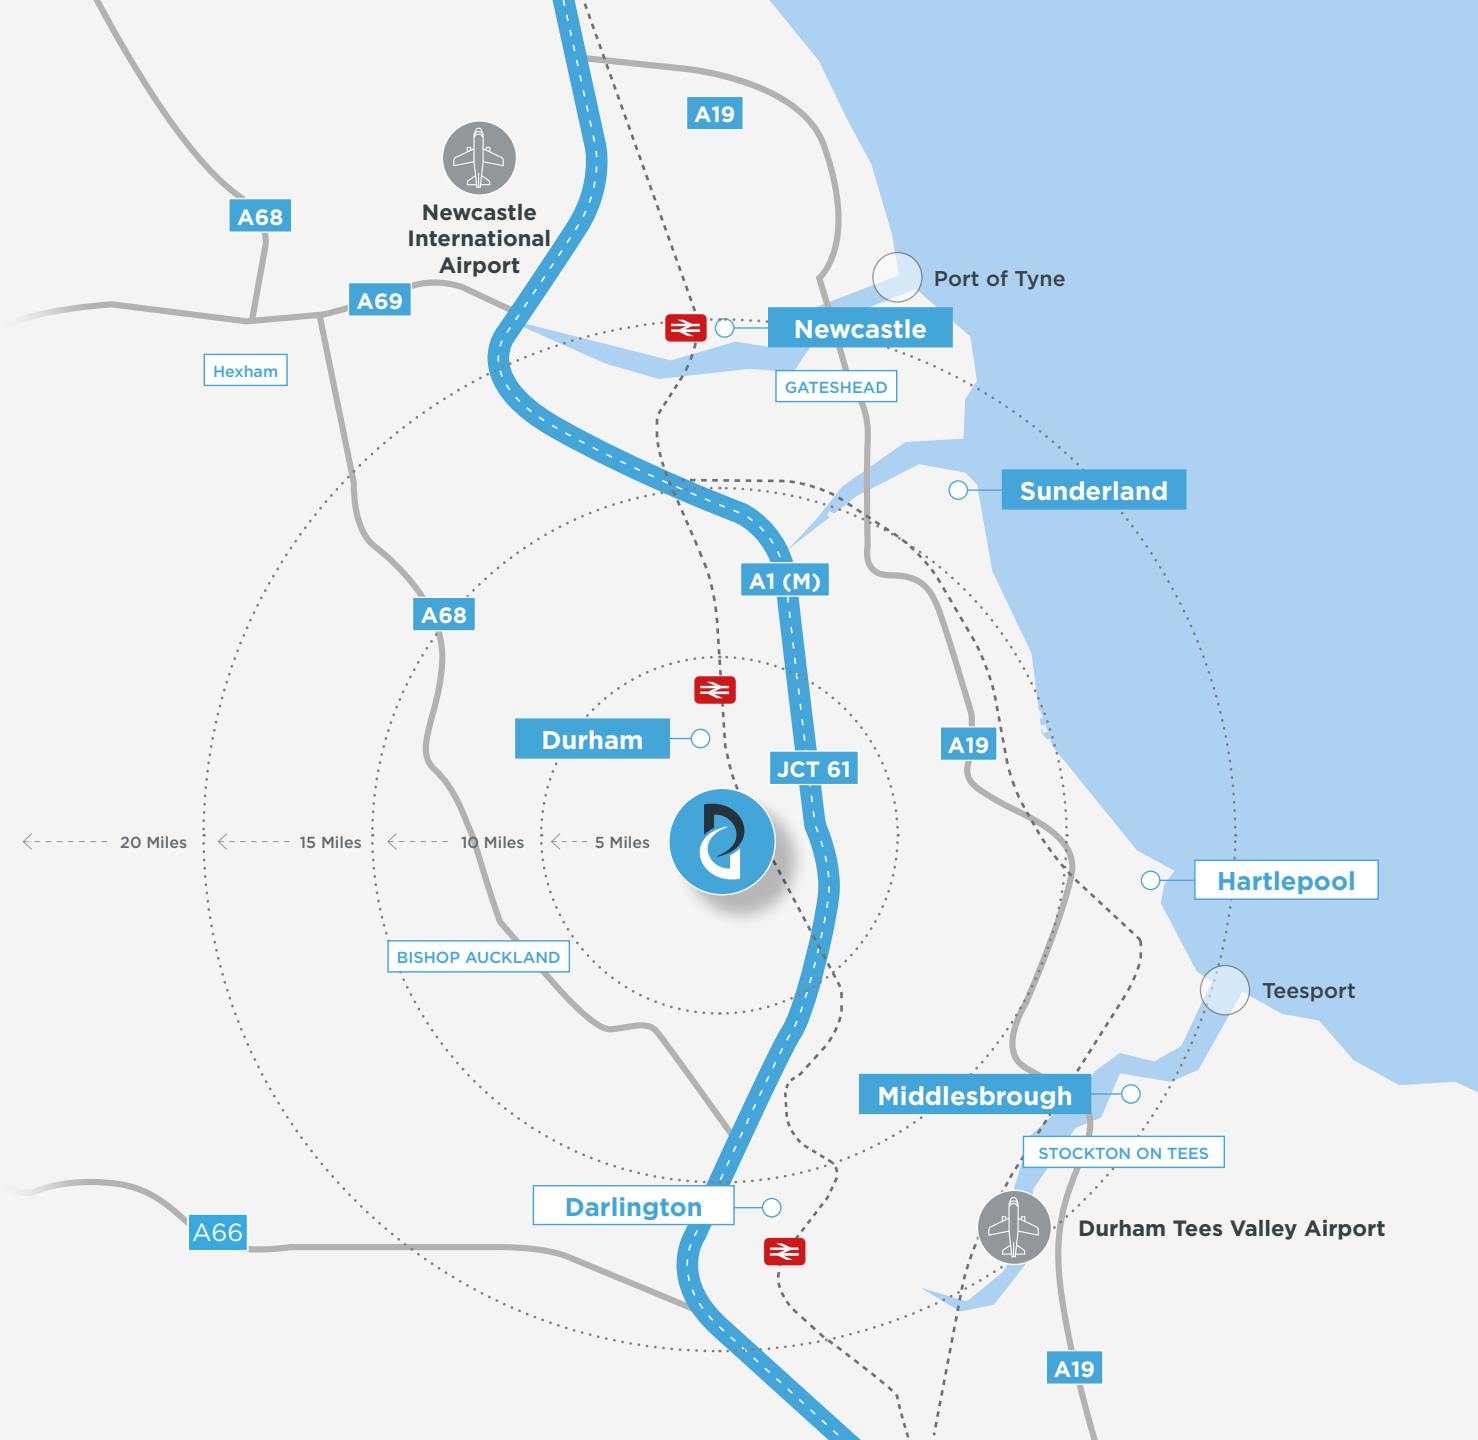 A19
A68
Newcastle
International
Airport
Port of Tyne
A69
Newcastle
Hexham
GATESHEAD
Sunderland
A1 (M)
A68
Durham
A19
JCT 61
20 Miles
15 Miles
10 Miles
5 Miles
Hartlepool
BISHOP AUCKLAND
Teesport
Middlesbrough
STOCKTON ON TEES
Darlington
A66
Durham Tees Valley Airport
A19